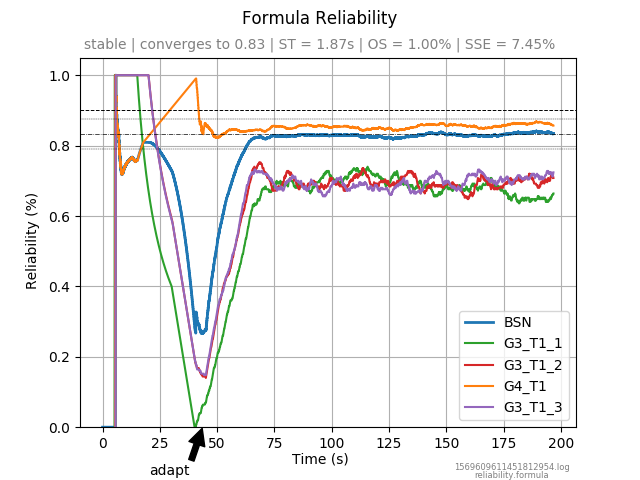 Formula Reliability
stable | converges to 0.83 | ST = 1.87s | OS = 1.00% | SSE = 7.45%
1.0
0.8
0.6
0.4
0.2
0.0
Reliability (%)
BSN
G3_T1_1
G3_T1_2
G4_T1
G3_T1_3
0 25 50 75 100 125 150 175 200
Time (s)
adapt
1569609611451812954.log
reliability.formula